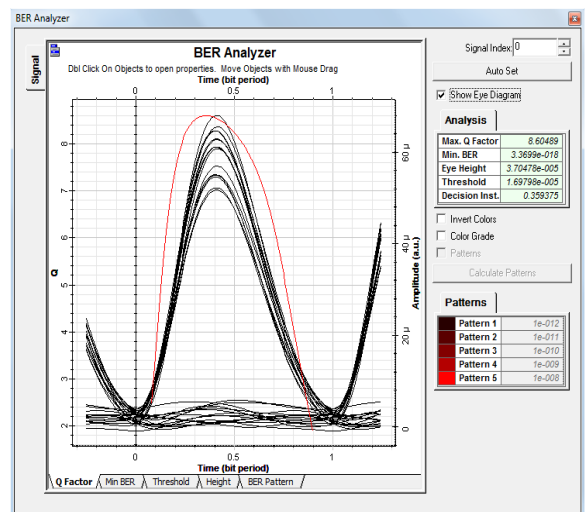 BER Analyzer
Signal
BER Analyzer
Dbl Click On Objects to open properties. Move Objects with Mouse Drag
Time (bit period)
0 0.5 1
Q
8
7
6
5
4
3
2
Amplitude (a.u.)
60 µ
40 µ
20 µ
0
0 0.5 1
Time (bit period)
Q Factor Min BER Threshold Height BER Pattern
Signal Index: 0
Auto Set
Show Eye Diagram
Analysis
Max. Q Factor 8.60489
Min. BER 3.3699e-018
Eye Height 3.70478e-005
Threshold 1.69798e-005
Decision Inst. 0.359375
Invert Colors
Color Grade
Patterns
Calculate Patterns
Patterns
Pattern 1 1e-012
Pattern 2 1e-011
Pattern 3 1e-010
Pattern 4 1e-009
Pattern 5 1e-008